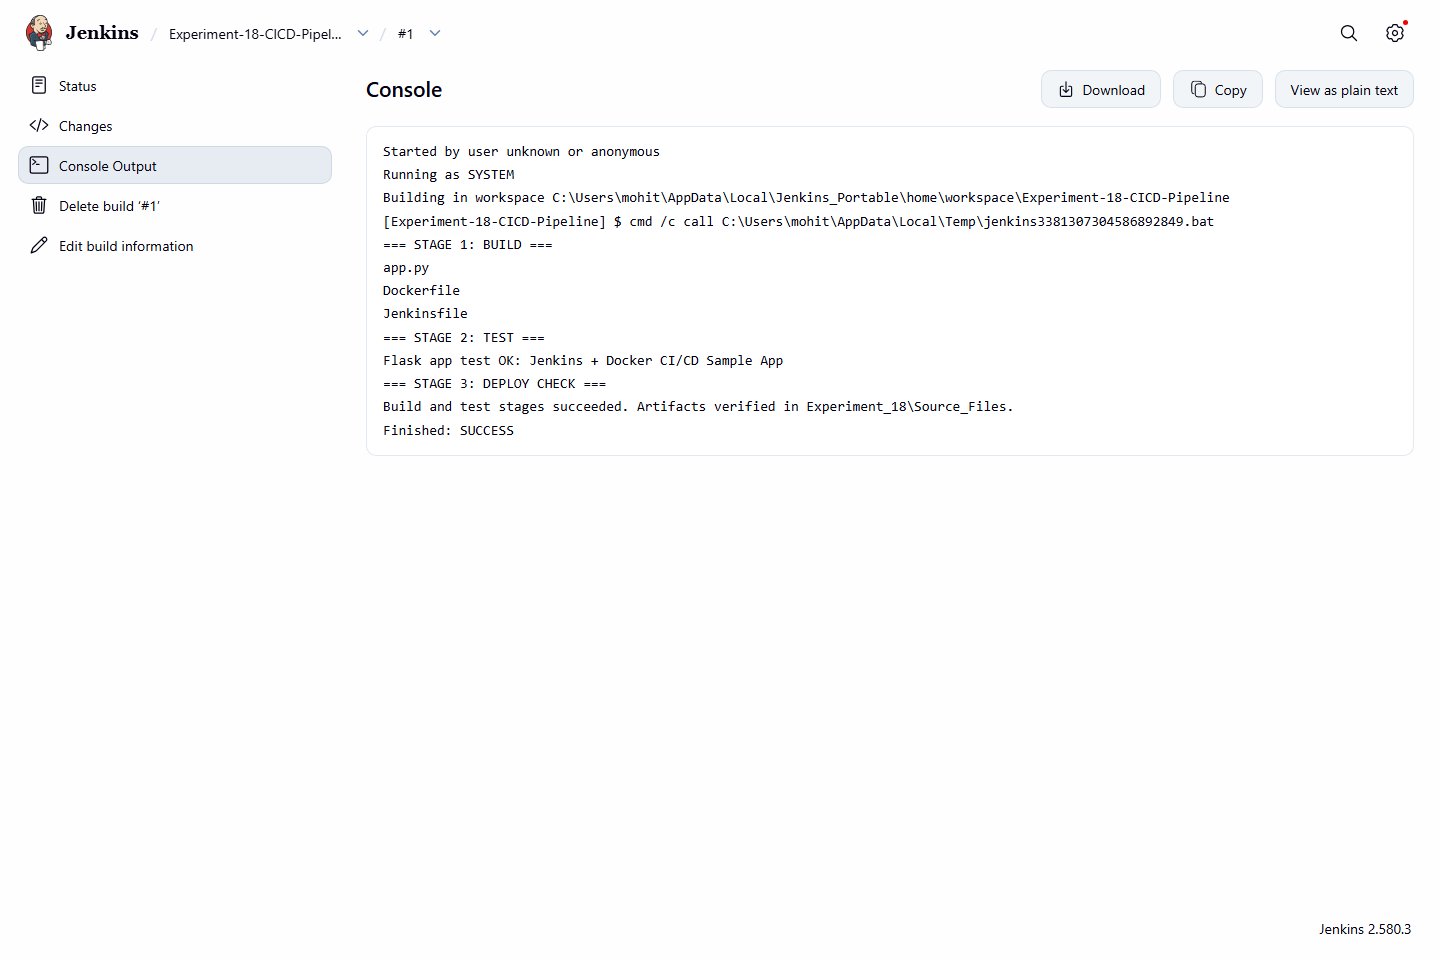 Jenkins / Experiment-18-CICD-Pipel... / #1
Status
Changes
Console Output
Delete build ‘#1’
Edit build information
Console
Download
Copy
View as plain text
Started by user unknown or anonymous
Running as SYSTEM
Building in workspace C:\Users\mohit\AppData\Local\Jenkins_Portable\home\workspace\Experiment-18-CICD-Pipeline
[Experiment-18-CICD-Pipeline] $ cmd /c call C:\Users\mohit\AppData\Local\Temp\jenkins3381307304586892849.bat
=== STAGE 1: BUILD ===
app.py
Dockerfile
Jenkinsfile
=== STAGE 2: TEST ===
Flask app test OK: Jenkins + Docker CI/CD Sample App
=== STAGE 3: DEPLOY CHECK ===
Build and test stages succeeded. Artifacts verified in Experiment_18\Source_Files.
Finished: SUCCESS
Jenkins 2.580.3